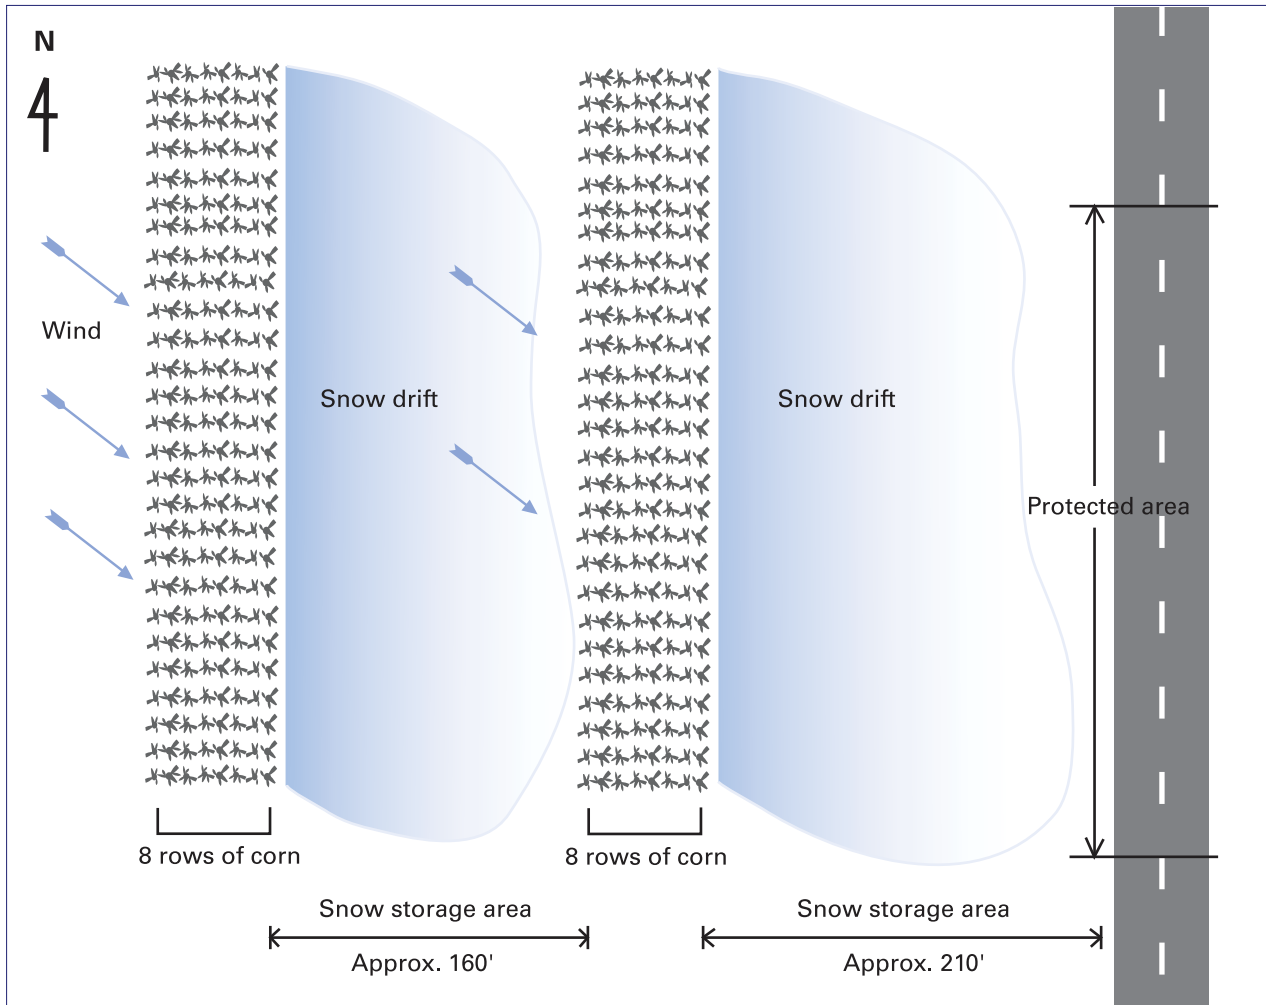 N
Wind
Snow drift
Snow drift
Protected area
8 rows of corn
8 rows of corn
Snow storage area
Approx. 160'
Snow storage area
Approx. 210'